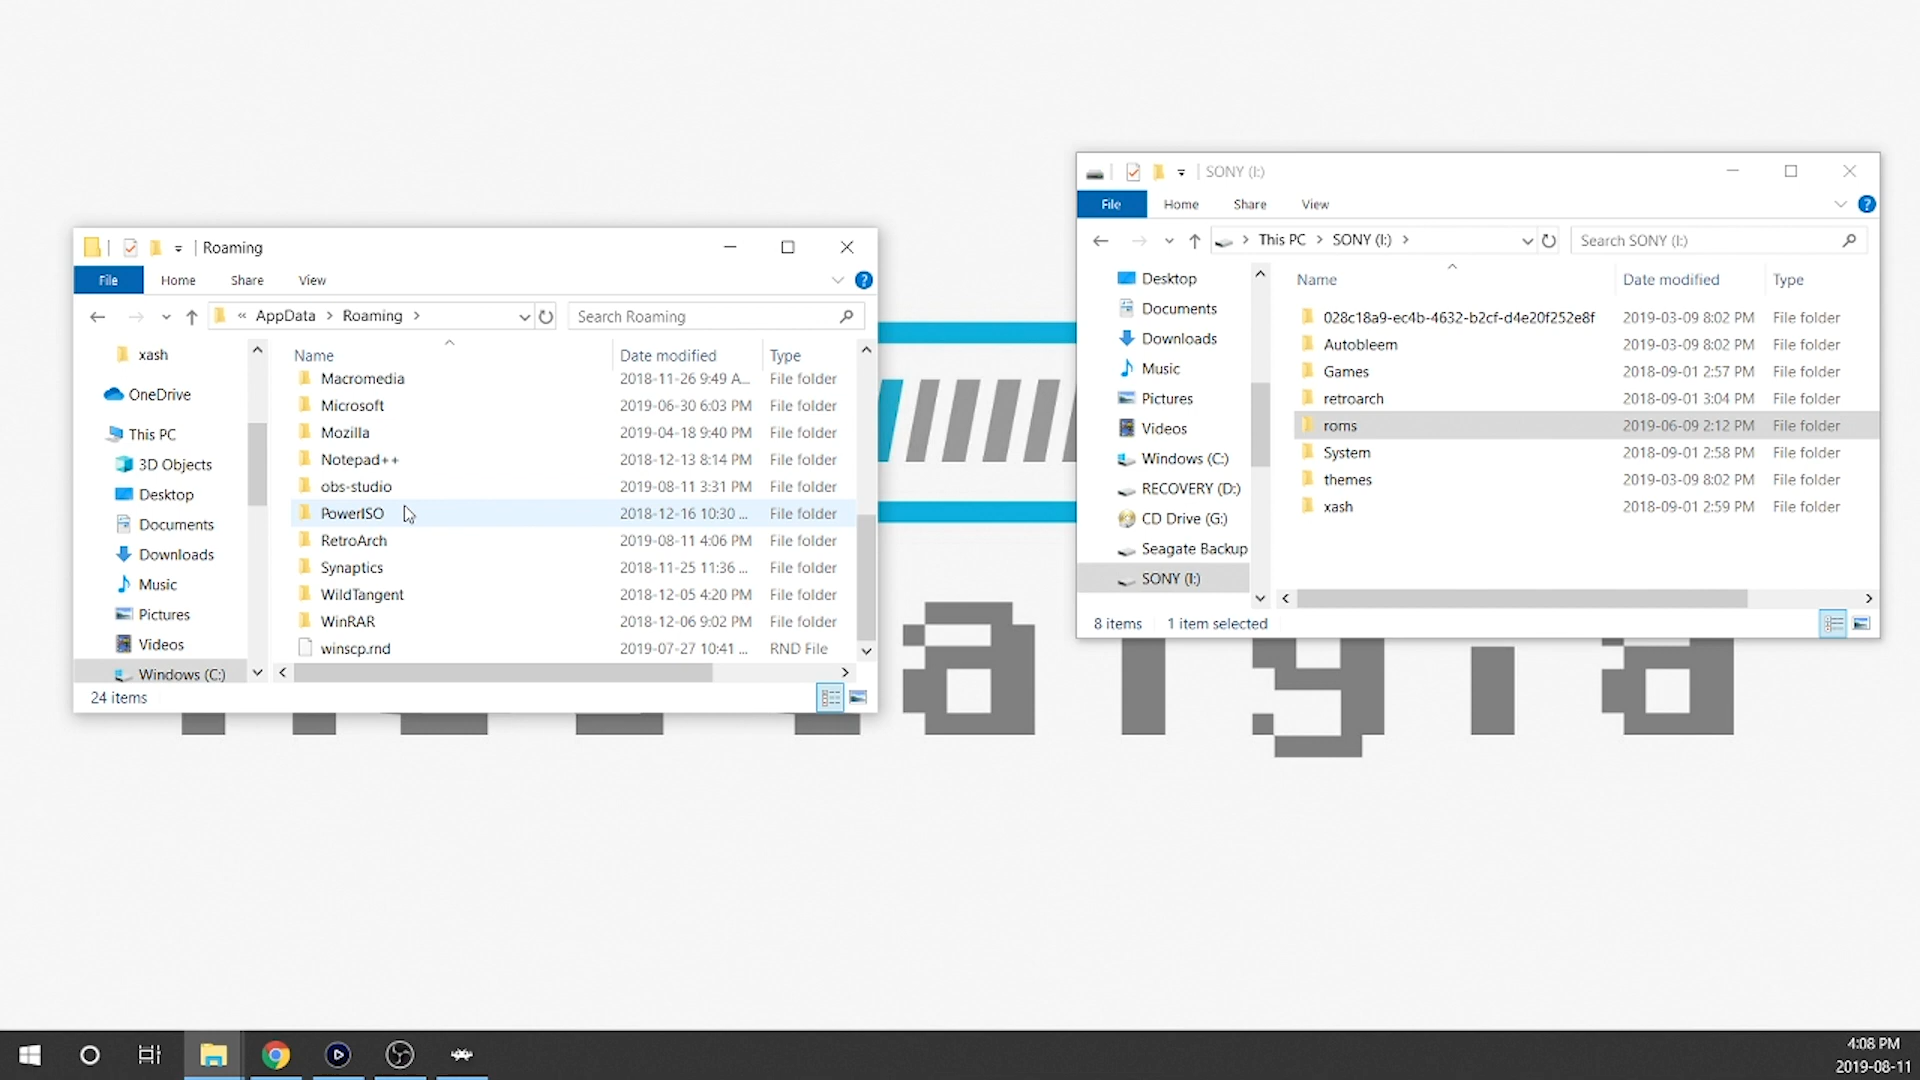 Roaming
File Home Share View
« AppData > Roaming >
Search Roaming
xash
OneDrive
This PC
3D Objects
Desktop
Documents
Downloads
Music
Pictures
Videos
Windows (C:)
Name Date modified Type
Macromedia 2018-11-26 9:49 A... File folder
Microsoft 2019-06-30 6:03 PM File folder
Mozilla 2019-04-18 9:40 PM File folder
Notepad++ 2018-12-13 8:14 PM File folder
obs-studio 2019-08-11 3:31 PM File folder
PowerISO 2018-12-16 10:30 ... File folder
RetroArch 2019-08-11 4:06 PM File folder
Synaptics 2018-11-25 11:36 ... File folder
WildTangent 2018-12-05 4:20 PM File folder
WinRAR 2018-12-06 9:02 PM File folder
winscp.rnd 2019-07-27 10:41 ... RND File
24 items
SONY (I:)
File Home Share View
> This PC > SONY (I:) >
Search SONY (I:)
Desktop
Documents
Downloads
Music
Pictures
Videos
Windows (C:)
RECOVERY (D:)
CD Drive (G:)
Seagate Backup
SONY (I:)
Name Date modified Type
028c18a9-ec4b-4632-b2cf-d4e20f252e8f 2019-03-09 8:02 PM File folder
Autobleem 2019-03-09 8:02 PM File folder
Games 2018-09-01 2:57 PM File folder
retroarch 2018-09-01 3:04 PM File folder
roms 2019-06-09 2:12 PM File folder
System 2018-09-01 2:58 PM File folder
themes 2019-03-09 8:02 PM File folder
xash 2018-09-01 2:59 PM File folder
8 items 1 item selected
4:08 PM
2019-08-11